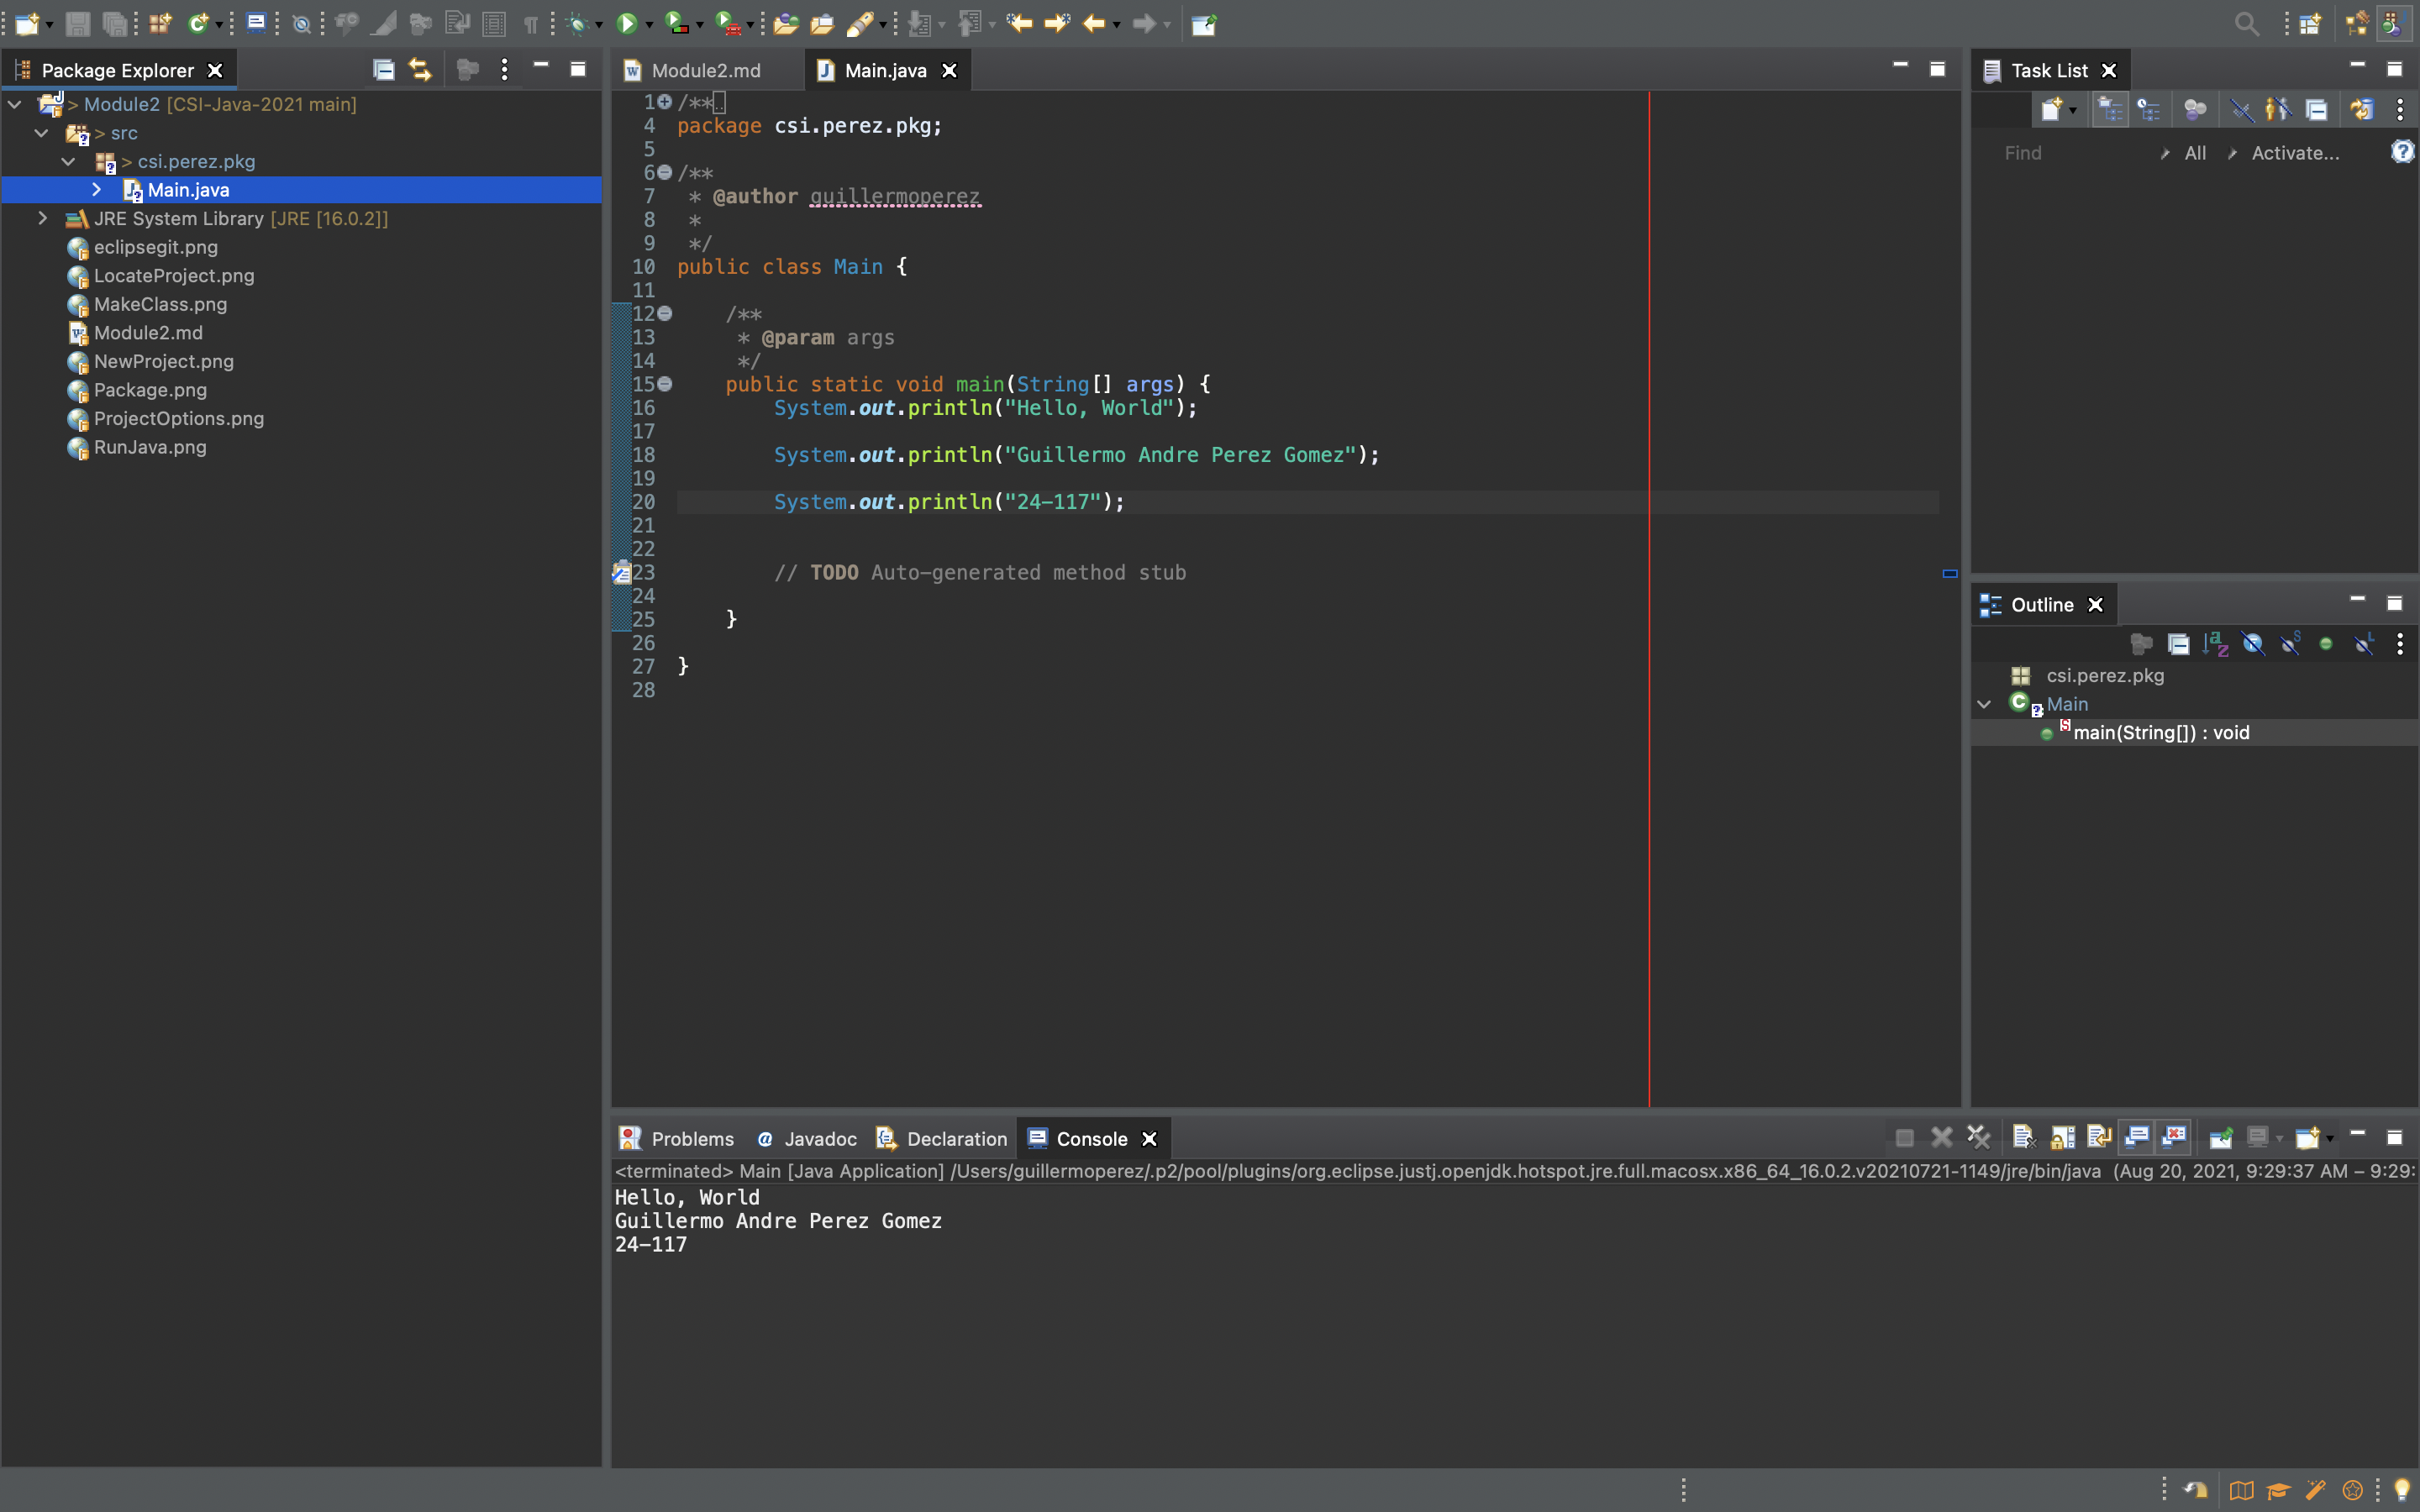 Package Explorer
> Module2 [CSI-Java-2021 main]
> src
> csi.perez.pkg
Main.java
JRE System Library [JRE [16.0.2]]
eclipsegit.png
LocateProject.png
MakeClass.png
Module2.md
NewProject.png
Package.png
ProjectOptions.png
RunJava.png
Module2.md
Main.java
1 /**
4 package csi.perez.pkg;
5
6 /**
7 * @author guillermoperez
8 *
9 */
10 public class Main {
11
12 /**
13 * @param args
14 */
15 public static void main(String[] args) {
16 System.out.println("Hello, World");
17
18 System.out.println("Guillermo Andre Perez Gomez");
19
20 System.out.println("24-117");
21
22
23 // TODO Auto-generated method stub
24
25 }
26
27 }
28
Task List
Find All Activate...
Outline
csi.perez.pkg
Main
main(String[]) : void
Problems Javadoc Declaration Console
<terminated> Main [Java Application] /Users/guillermoperez/.p2/pool/plugins/org.eclipse.justj.openjdk.hotspot.jre.full.macosx.x86_64_16.0.2.v20210721-1149/jre/bin/java (Aug 20, 2021, 9:29:37 AM – 9:29:
Hello, World
Guillermo Andre Perez Gomez
24-117